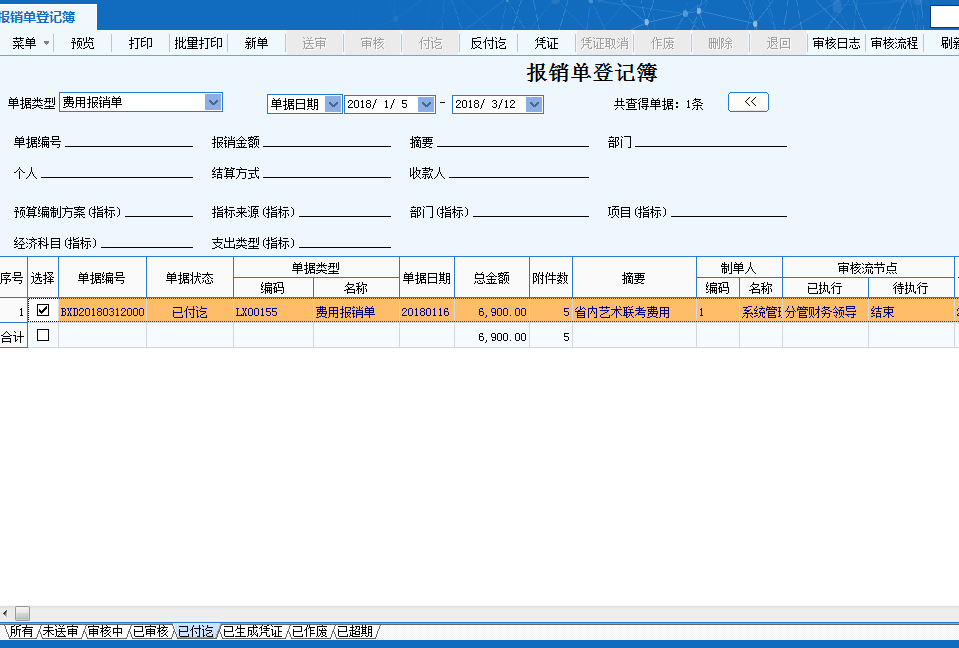 报销单登记簿
菜单 预览 打印 批量打印 新单 送审 审核 付讫 反付讫 凭证 凭证取消 作废 删除 退回 审核日志 审核流程 刷新
报销单登记簿
单据类型 费用报销单 单据日期 2018/ 1/ 5 - 2018/ 3/12 共查得单据: 1条 <<
单据编号 报销金额 摘要 部门
个人 结算方式 收款人
预算编制方案(指标) 指标来源(指标) 部门(指标) 项目(指标)
经济科目(指标) 支出类型(指标)
序号 选择 单据编号 单据状态 单据类型 单据日期 总金额 附件数 摘要 制单人 审核流节点
编码 名称 编码 名称 已执行 待执行
1 BXD20180312000 已付讫 LX00155 费用报销单 20180116 6,900.00 5 省内艺术联考费用 1 系统管理 分管财务领导 结束
合计 6,900.00 5
所有 未送审 审核中 已审核 已付讫 已生成凭证 已作废 已超期